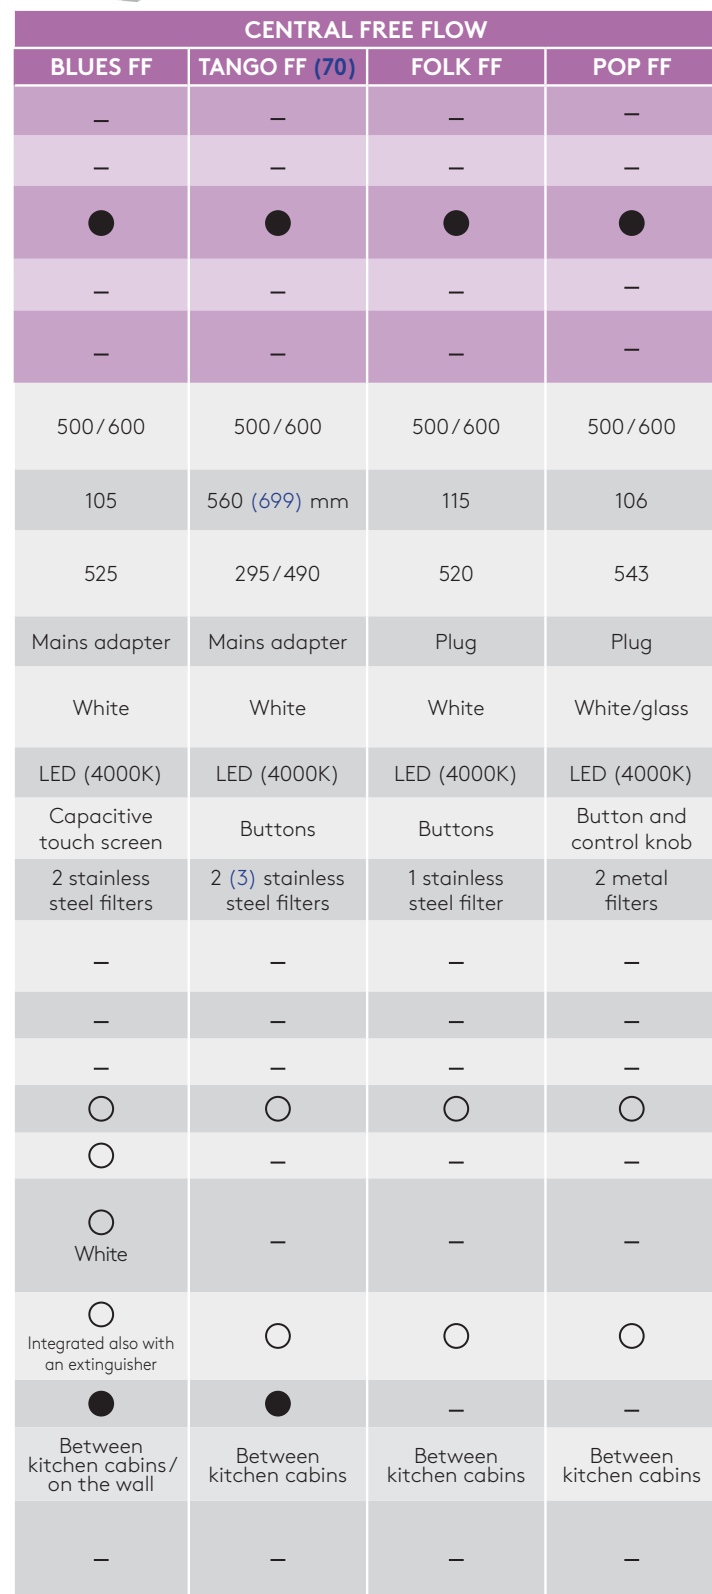 CENTRAL FREE FLOW
BLUES FF TANGO FF (70) FOLK FF POP FF
– – – –
– – – –
● ● ● ●
– – – –
– – – –
500/600 500/600 500/600 500/600
105 560 (699) mm 115 106
525 295/490 520 543
Mains adapter Mains adapter Plug Plug
White White White White/glass
LED (4000K) LED (4000K) LED (4000K) LED (4000K)
Capacitive
touch screen
Buttons
Buttons
Button and
control knob
2 stainless
steel filters
2 (3) stainless
steel filters
1 stainless
steel filter
2 metal
filters
– – – –
– – – –
– – – –
○ ○ ○ ○
○ – – –
○
White
– – –
○
Integrated also with
an extinguisher
○ ○ ○
● ● – –
Between
kitchen cabins/
on the wall
Between
kitchen cabins
Between
kitchen cabins
Between
kitchen cabins
– – – –